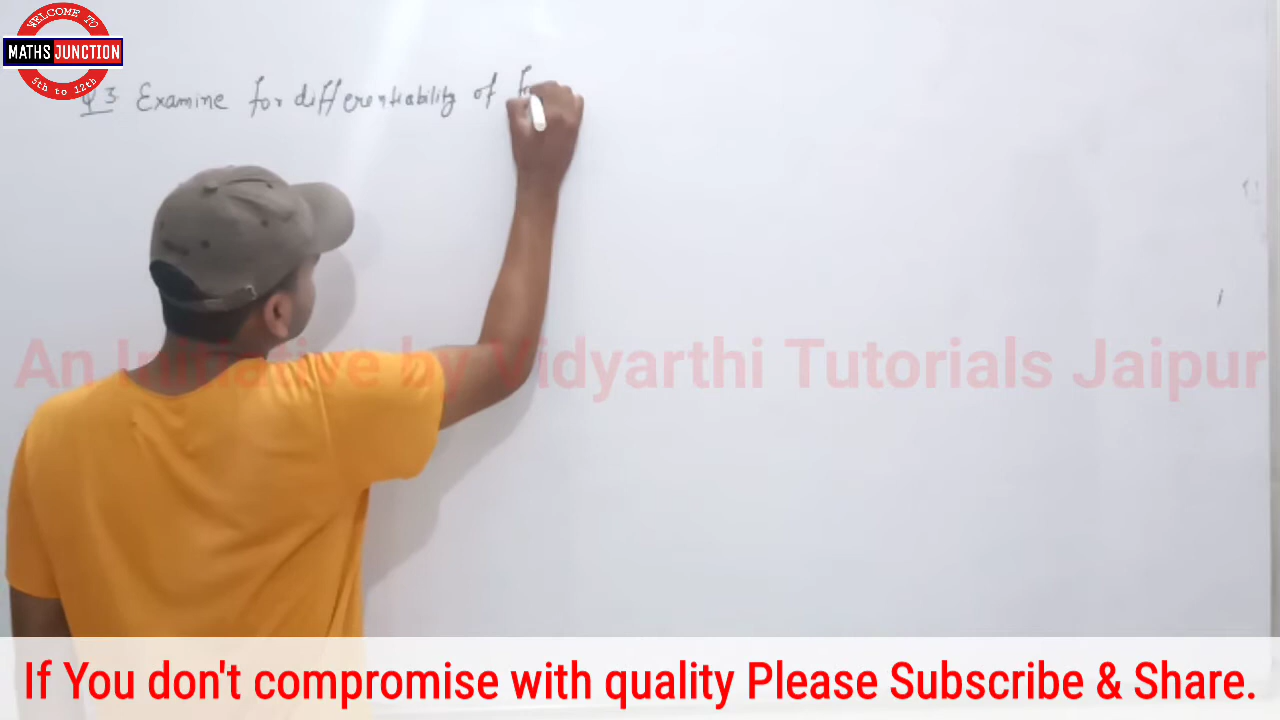 WELCOME TO
MATHS JUNCTION
5th to 12th
Q 3 Examine for differentiability of
An Initiative by Vidyarthi Tutorials Jaipur
If You don't compromise with quality Please Subscribe & Share.